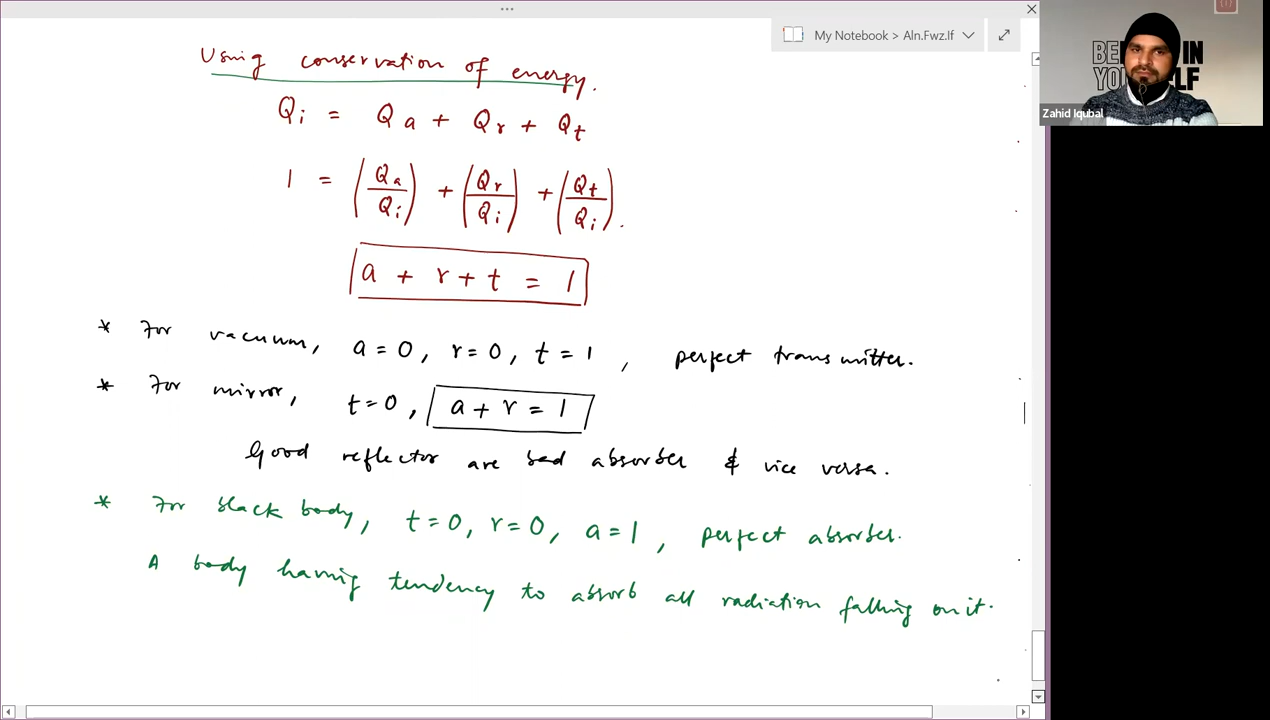 My Notebook > Aln.Fwz.If
Using conservation of energy.
Qi = Qa + Qr + Qt
1 = (Qa/Qi) + (Qr/Qi) + (Qt/Qi).
a + r + t = 1
* For vacuum, a = 0, r = 0, t = 1, perfect transmitter.
* For mirror, t = 0, a + r = 1
Good reflector are bad absorber & vice versa.
* For black body, t = 0, r = 0, a = 1, perfect absorber.
A body having tendency to absorb all radiation falling on it.
Zahid Iqubal